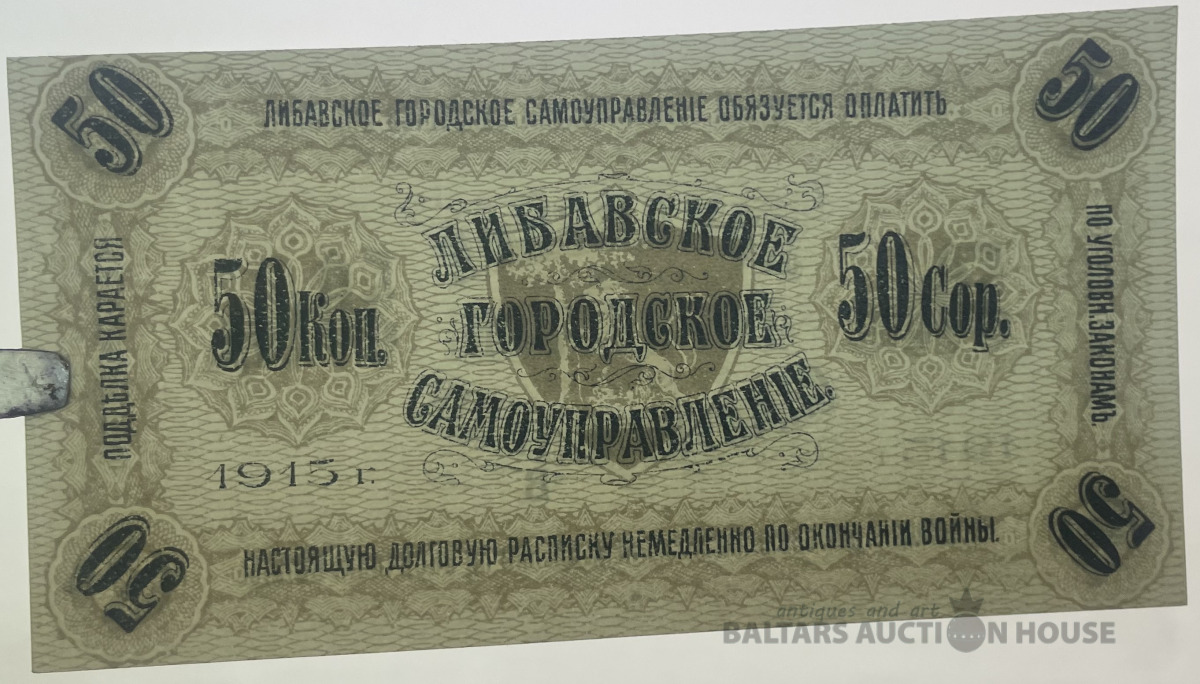 50
50
ЛИБАВСКОЕ ГОРОДСКОЕ САМОУПРАВЛЕНІЕ ОБЯЗУЕТСЯ ОПЛАТИТЬ
ПОДДѢЛКА КАРАЕТСЯ
50 Коп.
ЛИБАВСКОЕ
ГОРОДСКОЕ
САМОУПРАВЛЕНІЕ.
50 Cop.
ПО УГОЛОВН. ЗАКОНАМЪ.
1915 г.
НАСТОЯЩУЮ ДОЛГОВУЮ РАСПИСКУ НЕМЕДЛЕННО ПО ОКОНЧАНІИ ВОЙНЫ.
50
50
antiques and art
BALTARS AUCTION HOUSE